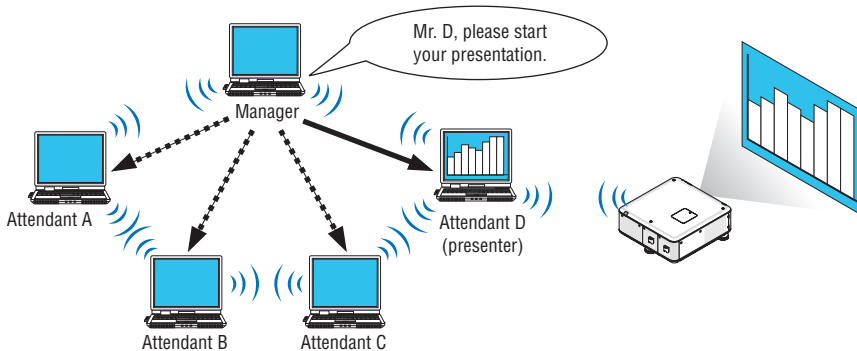 Mr. D, please start
your presentation.
Manager
Attendant A
Attendant D
(presenter)
Attendant B
Attendant C